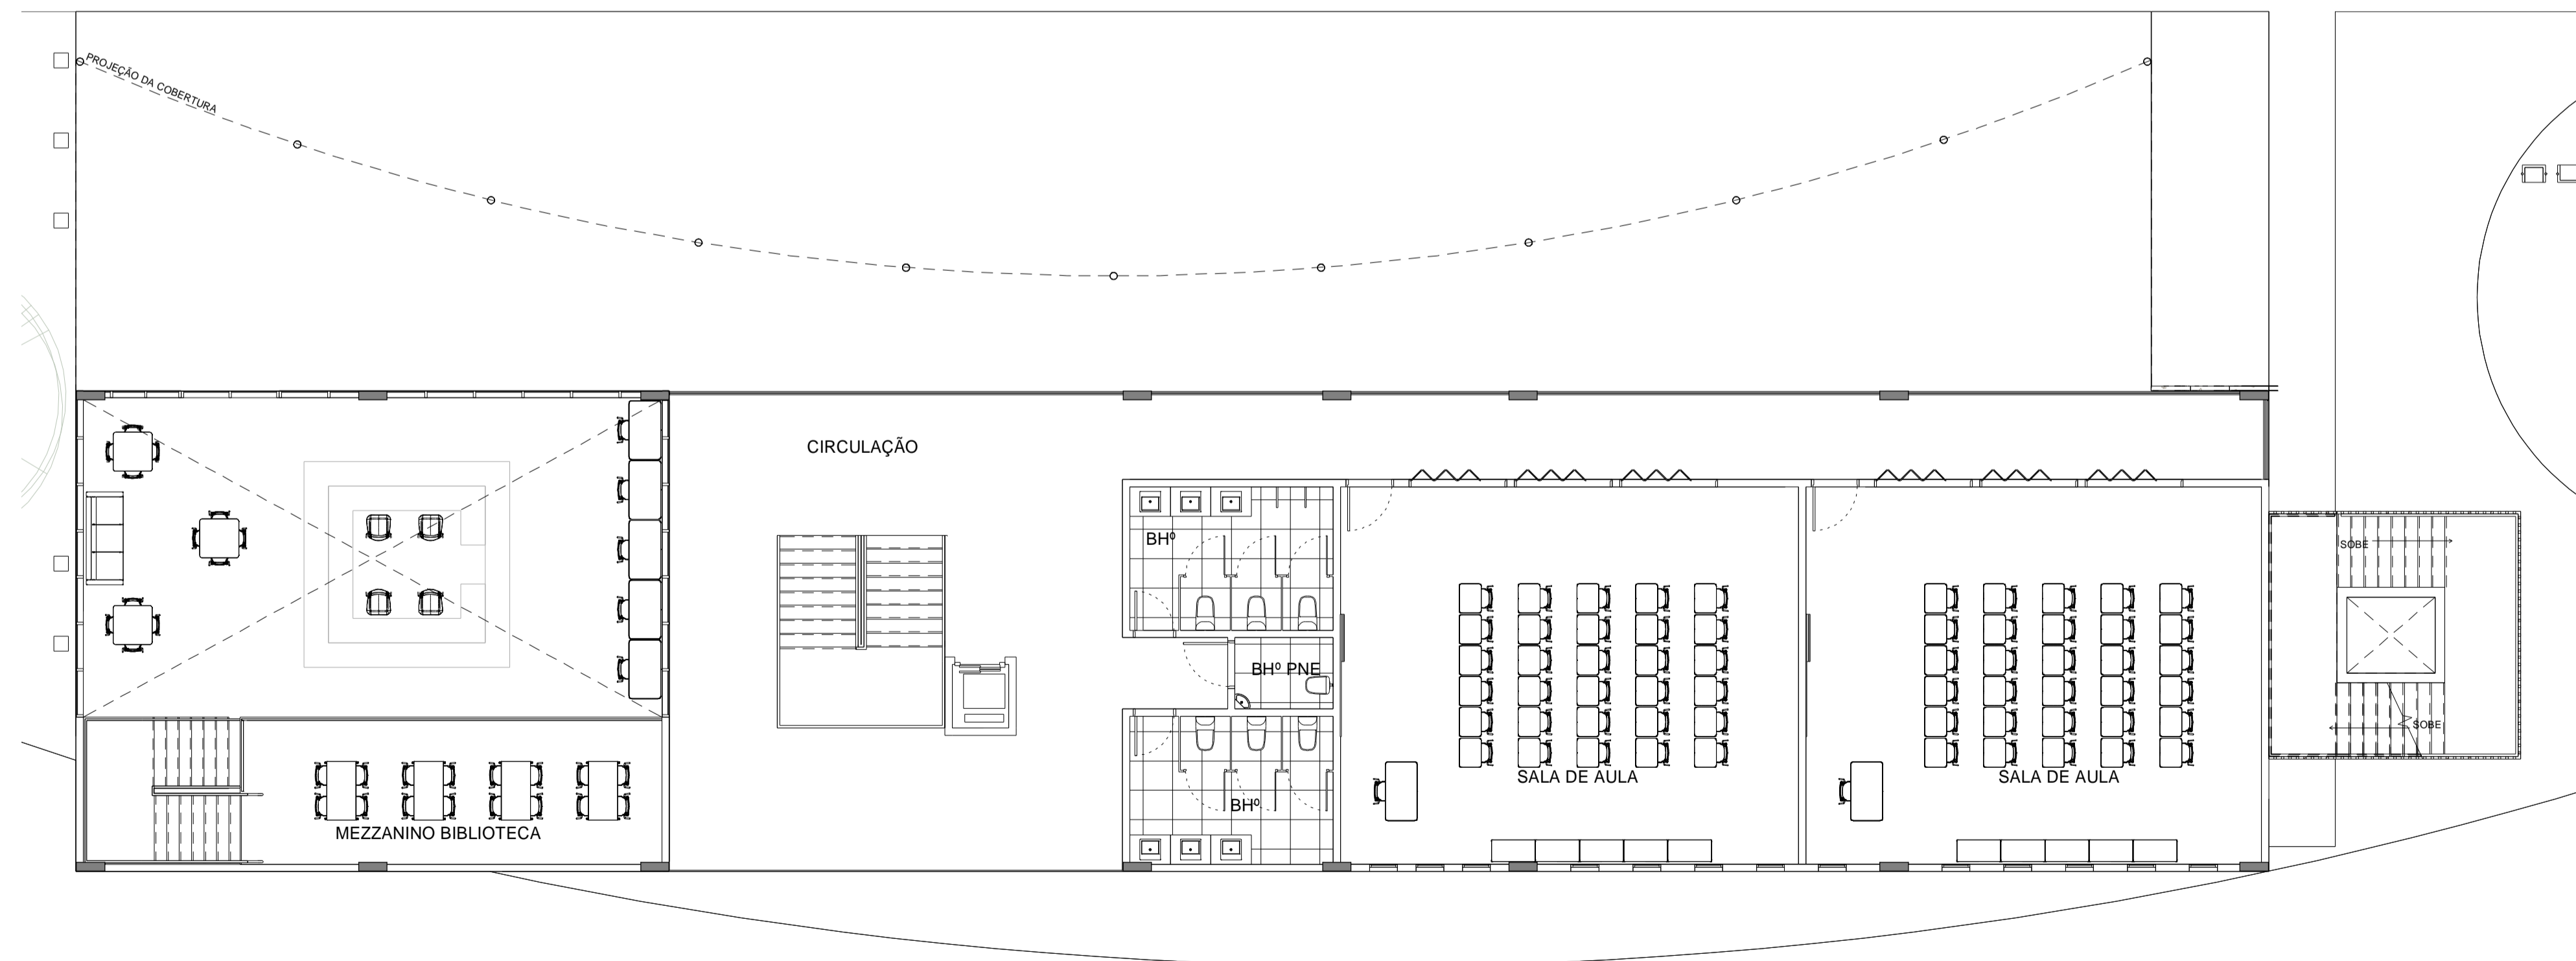 PROJEÇÃO DA COBERTURA
CIRCULAÇÃO
BHº
SOBE
BHº PNE
SOBE
SALA DE AULA
SALA DE AULA
BHº
MEZZANINO BIBLIOTECA